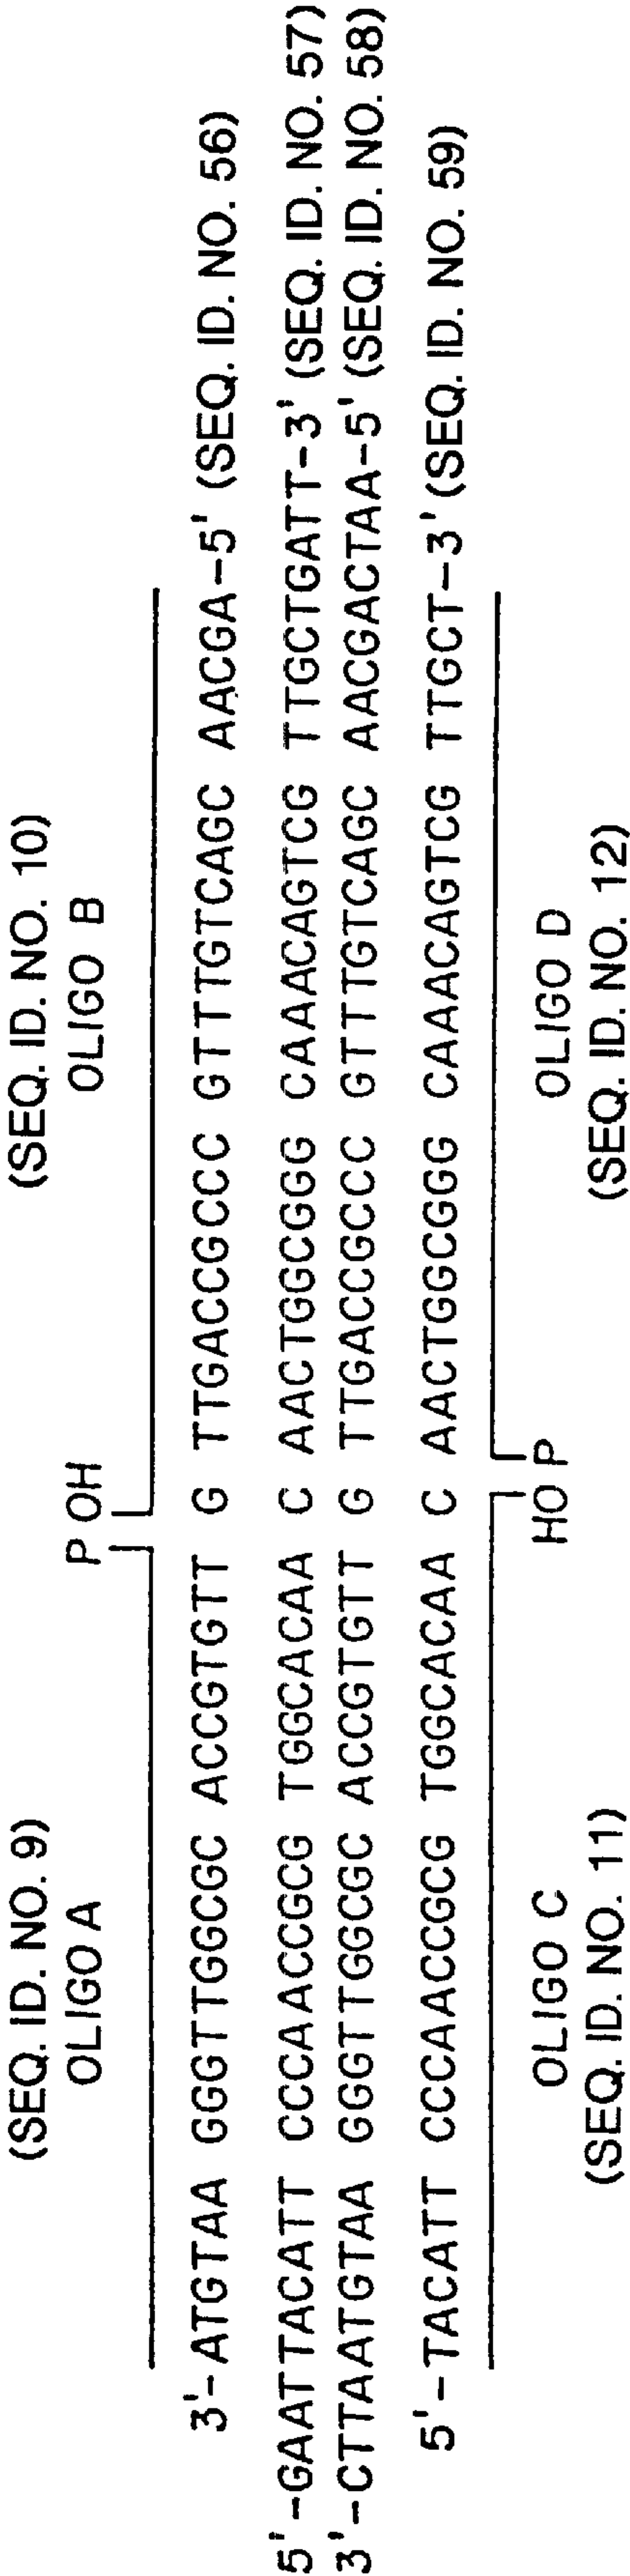 (SEQ. ID. NO. 9) (SEQ. ID. NO. 10)
OLIGO A OLIGO B
P OH
3'-ATGTAA GGGTTGGCGC ACCGTGTT G TTGACCGCCC GTTTGTCAGC AACGA-5' (SEQ. ID. NO. 56)
5'-GAATTACATT CCCAACCGCG TGGCACAA C AACTGGCGGG CAAACAGTCG TTGCTGATT-3' (SEQ. ID. NO. 57)
3'-CTTAATGTAA GGGTTGGCGC ACCGTGTT G TTGACCGCCC GTTTGTCAGC AACGACTAA-5' (SEQ. ID. NO. 58)
5'-TACATT CCCAACCGCG TGGCACAA C AACTGGCGGG CAAACAGTCG TTGCT-3' (SEQ. ID. NO. 59)
HO P
OLIGO C OLIGO D
(SEQ. ID. NO. 11) (SEQ. ID. NO. 12)